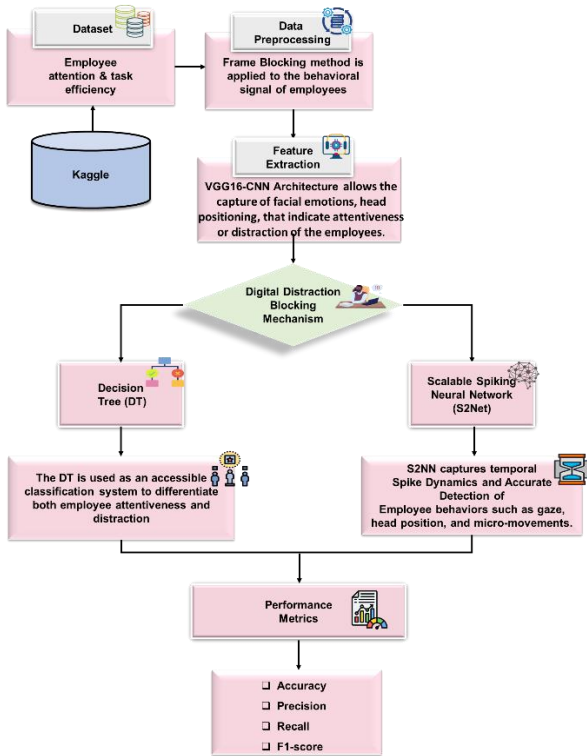 Dataset
Employee
attention & task
efficiency
Kaggle
Data
Preprocessing
Frame Blocking method is
applied to the behavioral
signal of employees
Feature
Extraction
VGG16-CNN Architecture allows the
capture of facial emotions, head
positioning, that indicate attentiveness
or distraction of the employees.
Digital Distraction
Blocking
Mechanism
Decision
Tree (DT)
The DT is used as an accessible
classification system to differentiate
both employee attentiveness and
distraction
Scalable Spiking
Neural Network
(S2Net)
S2NN captures temporal
Spike Dynamics and Accurate
Detection of
Employee behaviors such as gaze,
head position, and micro-movements.
Performance
Metrics
❑ Accuracy
❑ Precision
❑ Recall
❑ F1-score